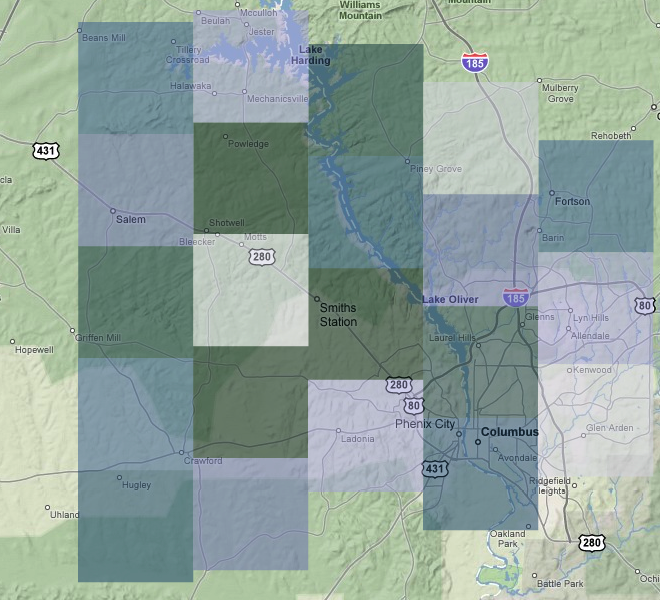 Williams
Mountain
Mountain
Mcculloh
Beulah
Jester
Beans Mill
Tillery
Crossroad
Lake
Harding
185
Halawaka
Mechanicsville
Mulberry
Grove
Rehobeth
431
Powledge
Piney Grove
cla
Fortson
Salem
Villa
Shotwell
Bleecker
Motts
Barin
280
Lake Oliver
185
80
Smiths
Station
Glenns
Lyn Hills
Allendale
Griffen Mill
Laurel Hills
Hopewell
Kenwood
280
80
Phenix City
Columbus
Glen Arden
Ladonia
Avondale
Crawford
431
Hugley
Ridgefield
Heights
Uhland
Oakland
Park
280
Battle Park
Ochi